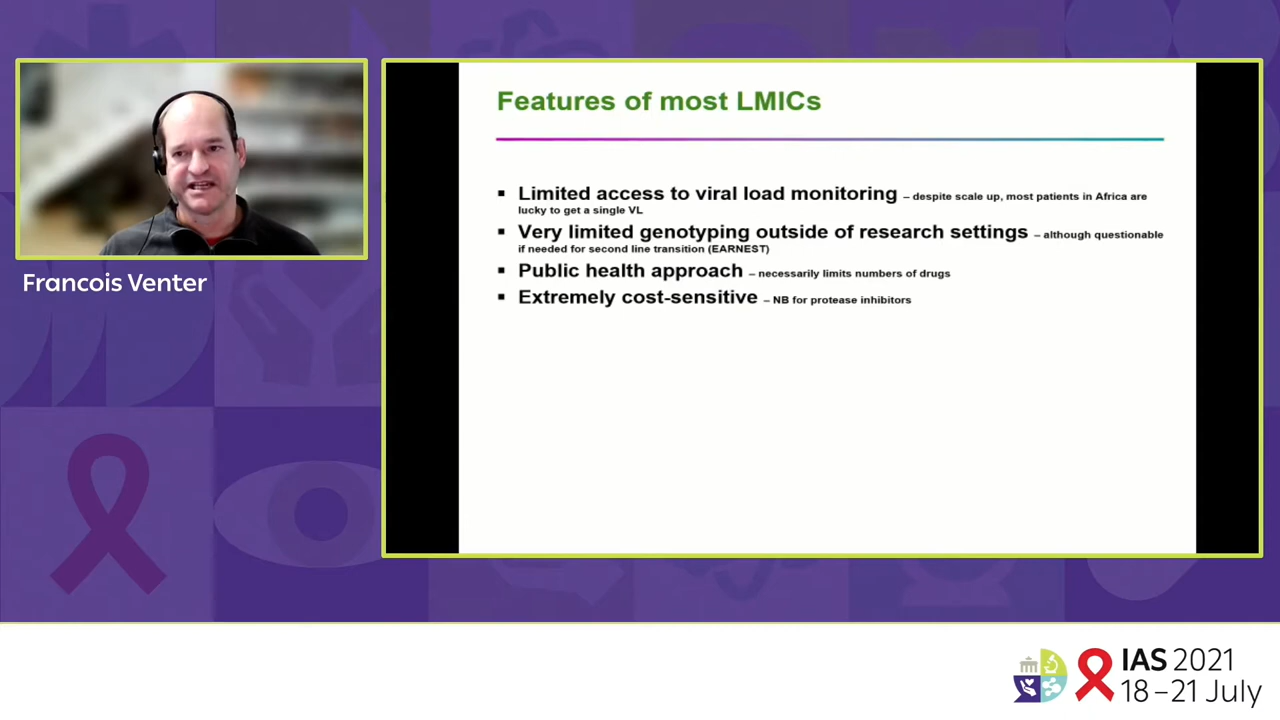 Francois Venter
Features of most LMICs
▪ Limited access to viral load monitoring – despite scale up, most patients in Africa are
lucky to get a single VL
▪ Very limited genotyping outside of research settings – although questionable
if needed for second line transition (EARNEST)
▪ Public health approach – necessarily limits numbers of drugs
▪ Extremely cost-sensitive – NB for protease inhibitors
IAS 2021
18 – 21 July